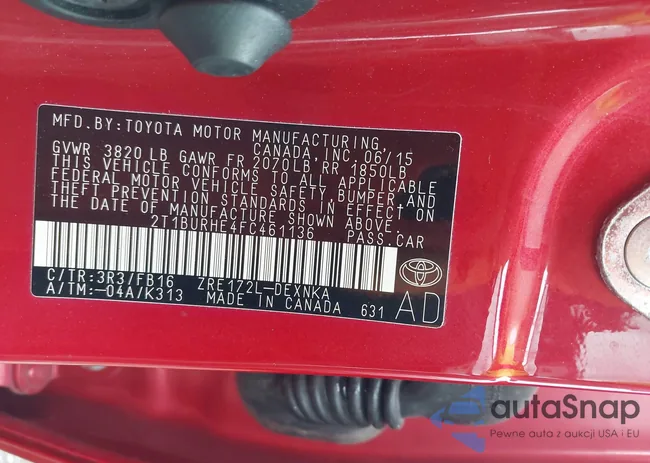 MFD.BY:TOYOTA MOTOR MANUFACTURING,
CANADA, INC. 06/15
GVWR 3820 LB GAWR FR 2070LB RR 1850LB
THIS VEHICLE CONFORMS TO ALL APPLICABLE
FEDERAL MOTOR VEHICLE SAFETY, BUMPER, AND
THEFT PREVENTION STANDARDS IN EFFECT ON
THE DATE OF MANUFACTURE SHOWN ABOVE.
2T1BURHE4FC461136 PASS.CAR
C/TR:3R3/FB16 ZRE172L-DEXNKA
A/TM:-04A/K313 MADE IN CANADA 631
AD
autaSnap
Pewne auta z aukcji USA i EU